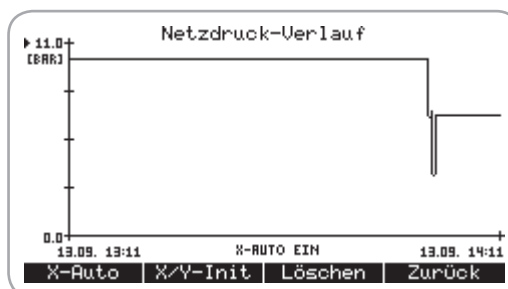 Netzdruck-Verlauf
11.0
[BAR]
0.0
13.09. 13:11 X-AUTO EIN 13.09. 14:11
X-Auto X/Y-Init Löschen Zurück